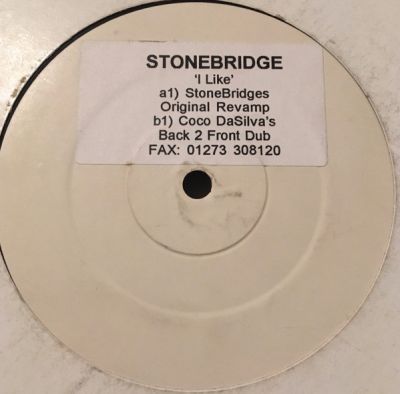 STONEBRIDGE
'I Like'
a1) StoneBridges
Original Revamp
b1) Coco DaSilva's
Back 2 Front Dub
FAX: 01273 308120